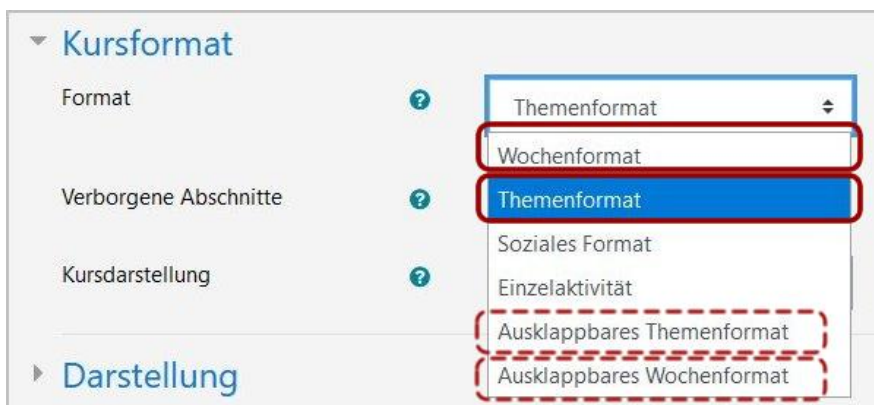 Kursformat
Format
Themenformat
Wochenformat
Verborgene Abschnitte
Themenformat
Soziales Format
Kursdarstellung
Einzelaktivität
Ausklappbares Themenformat
Darstellung
Ausklappbares Wochenformat